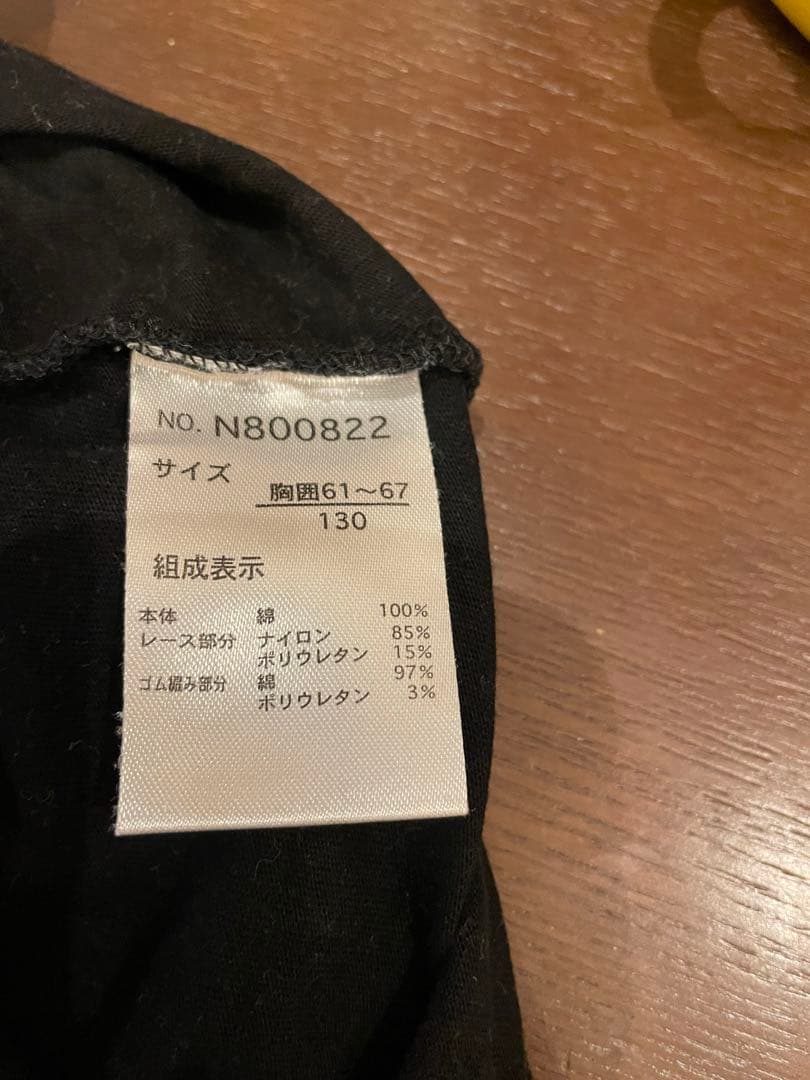 NO. N800822
サイズ
胸囲61～67
130
組成表示
本体 綿 100%
レース部分 ナイロン 85%
ポリウレタン 15%
ゴム編み部分 綿 97%
ポリウレタン 3%